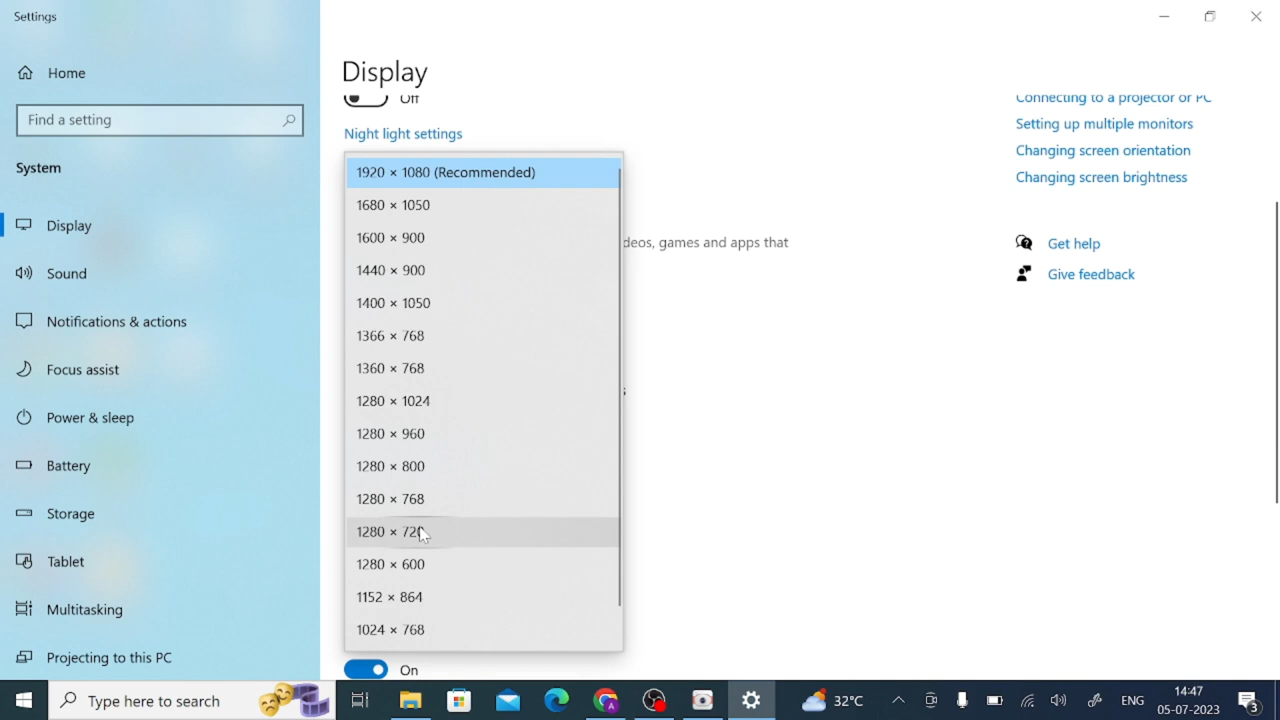 Settings
Home
Find a setting
System
Display
Sound
Notifications & actions
Focus assist
Power & sleep
Battery
Storage
Tablet
Multitasking
Projecting to this PC
Display
Off
Night light settings
1920 × 1080 (Recommended)
1680 × 1050
1600 × 900
1440 × 900
1400 × 1050
1366 × 768
1360 × 768
1280 × 1024
1280 × 960
1280 × 800
1280 × 768
1280 × 720
1280 × 600
1152 × 864
1024 × 768
deos, games and apps that
s
On
Connecting to a projector or PC
Setting up multiple monitors
Changing screen orientation
Changing screen brightness
Get help
Give feedback
Type here to search
A
32°C
ENG
14:47
05-07-2023
3